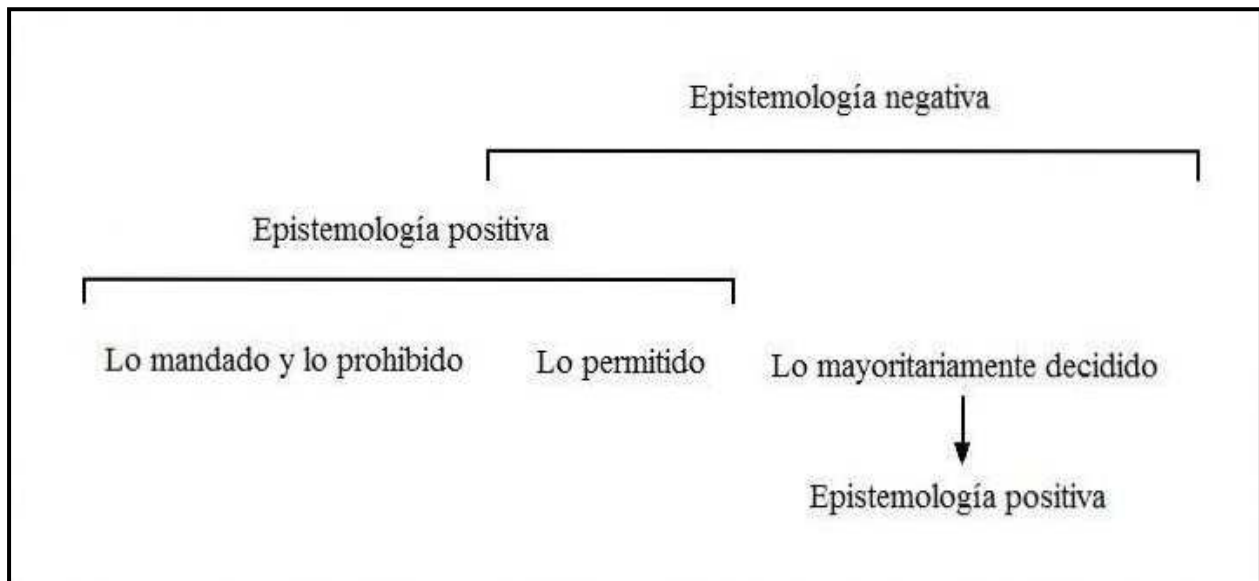 Epistemología negativa
Epistemología positiva
Lo mandado y lo prohibido
Lo permitido
Lo mayoritariamente decidido
Epistemología positiva